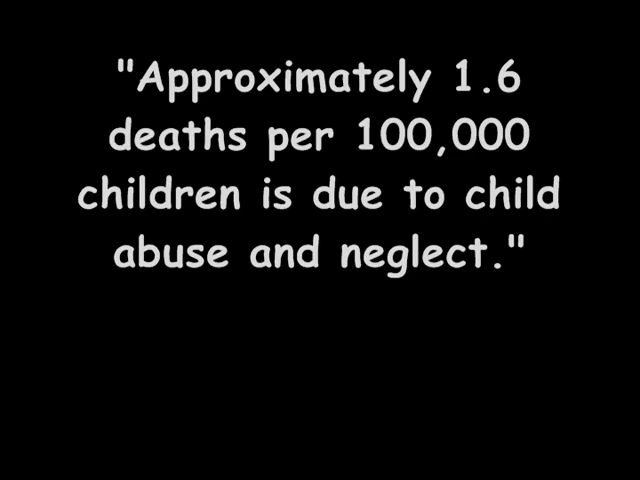 "Approximately 1.6
deaths per 100,000
children is due to child
abuse and neglect."